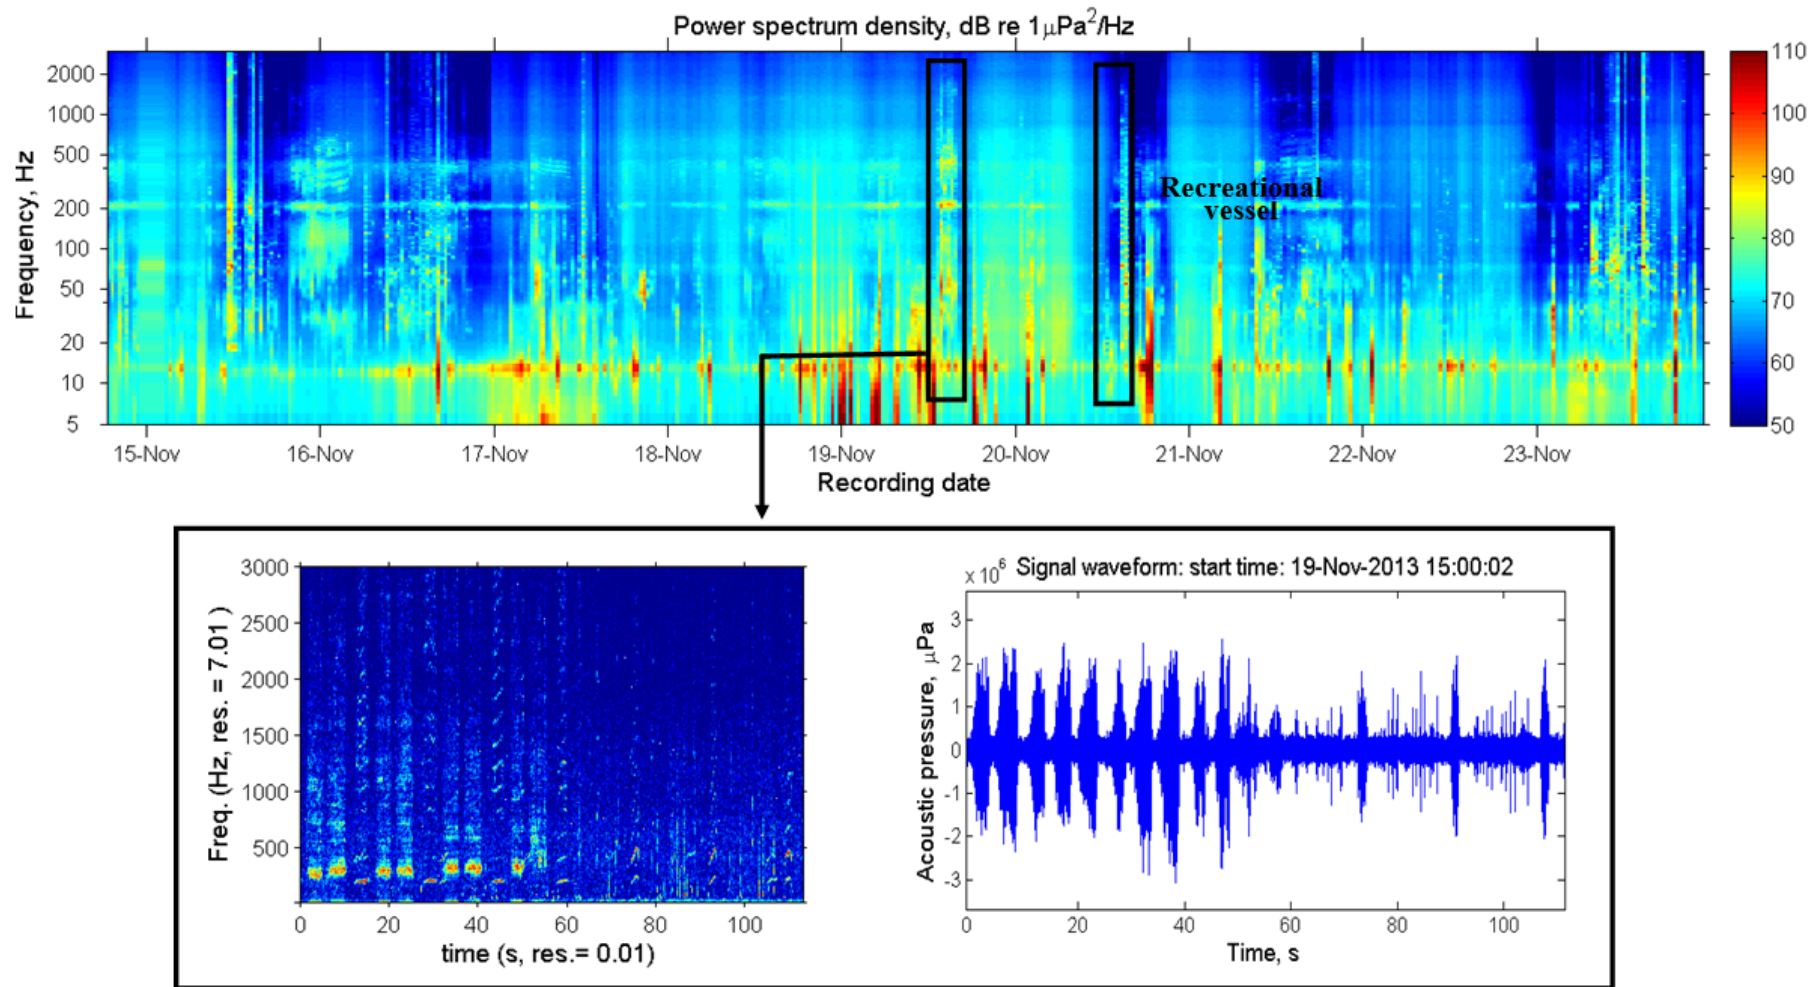 Power spectrum density, dB re 1μPa²/Hz
2000
1000
500
200
100
50
20
10
5
Frequency, Hz
Recreational
vessel
110
100
90
80
70
60
50
15-Nov 16-Nov 17-Nov 18-Nov 19-Nov 20-Nov 21-Nov 22-Nov 23-Nov
Recording date
3000
2500
2000
1500
1000
500
Freq. (Hz, res. = 7.01 )
0 20 40 60 80 100
time (s, res.= 0.01)
x 10⁶ Signal waveform: start time: 19-Nov-2013 15:00:02
3
2
1
0
-1
-2
-3
Acoustic pressure, μPa
0 20 40 60 80 100
Time, s